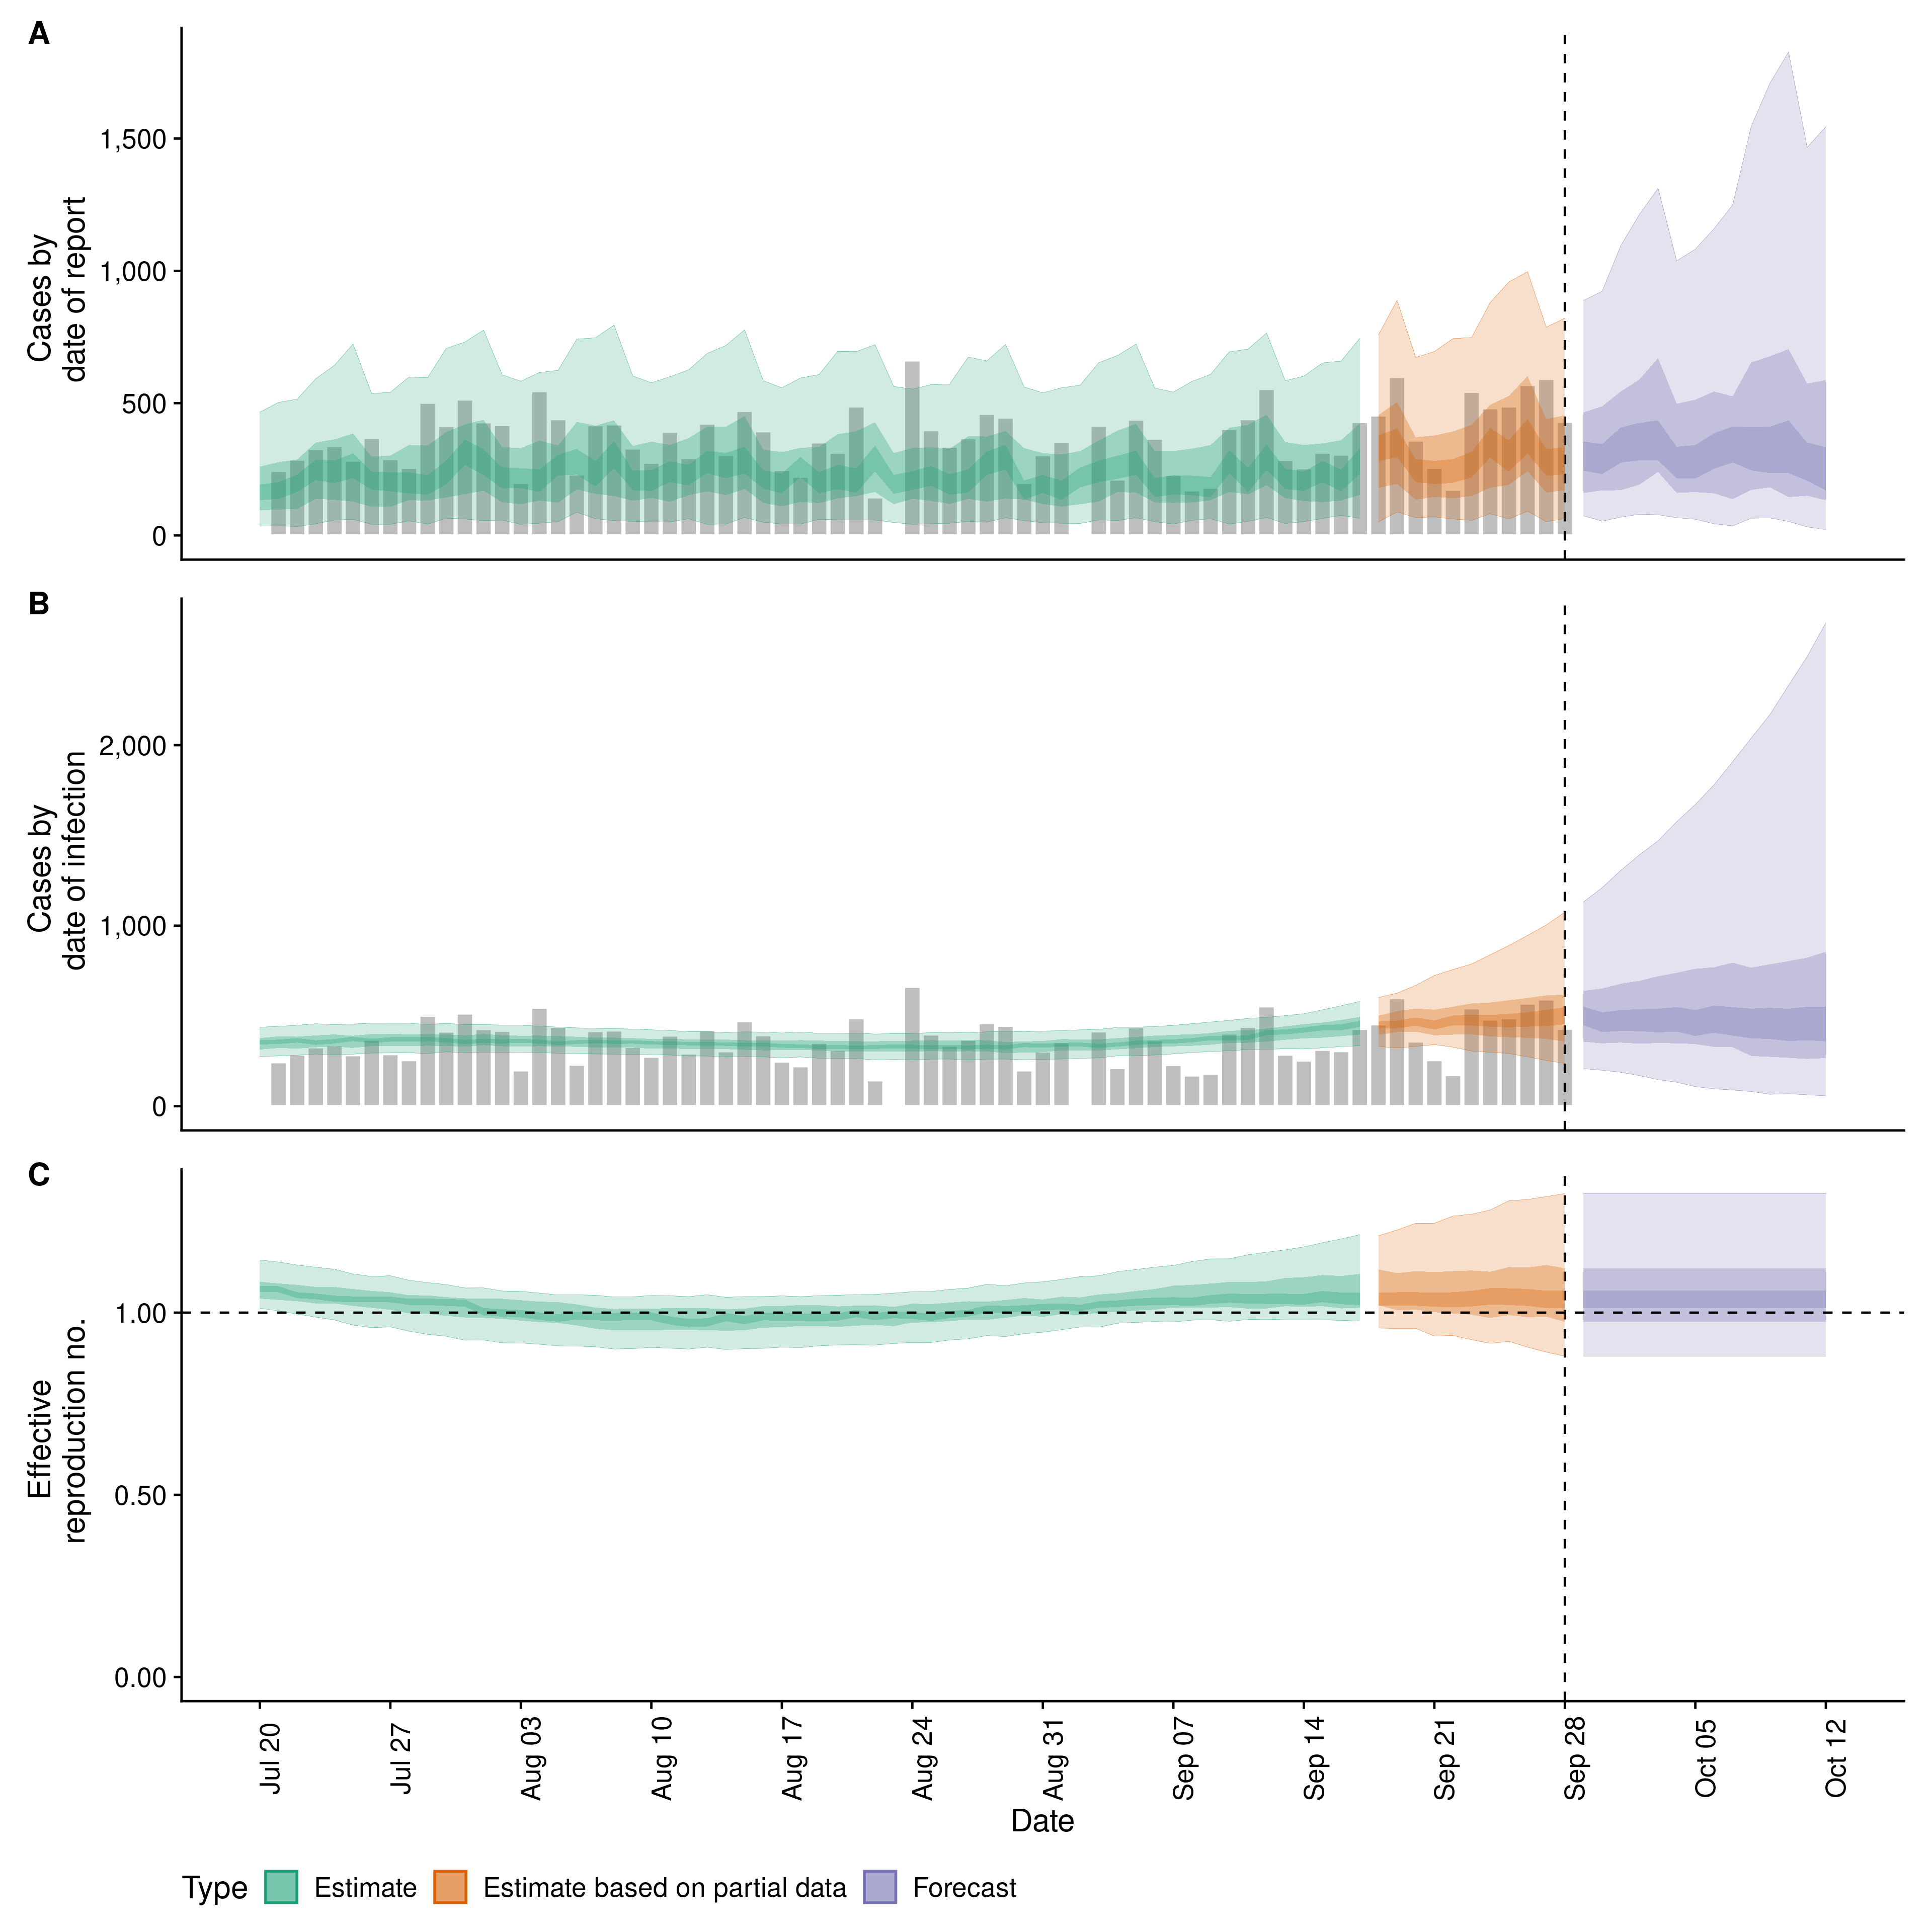 A
Cases by
date of report
1,500
1,000
500
0
B
Cases by
date of infection
2,000
1,000
0
C
Effective
reproduction no.
1.00
0.50
0.00
Jul 20
Jul 27
Aug 03
Aug 10
Aug 17
Aug 24
Aug 31
Sep 07
Sep 14
Sep 21
Sep 28
Oct 05
Oct 12
Date
Type Estimate Estimate based on partial data Forecast